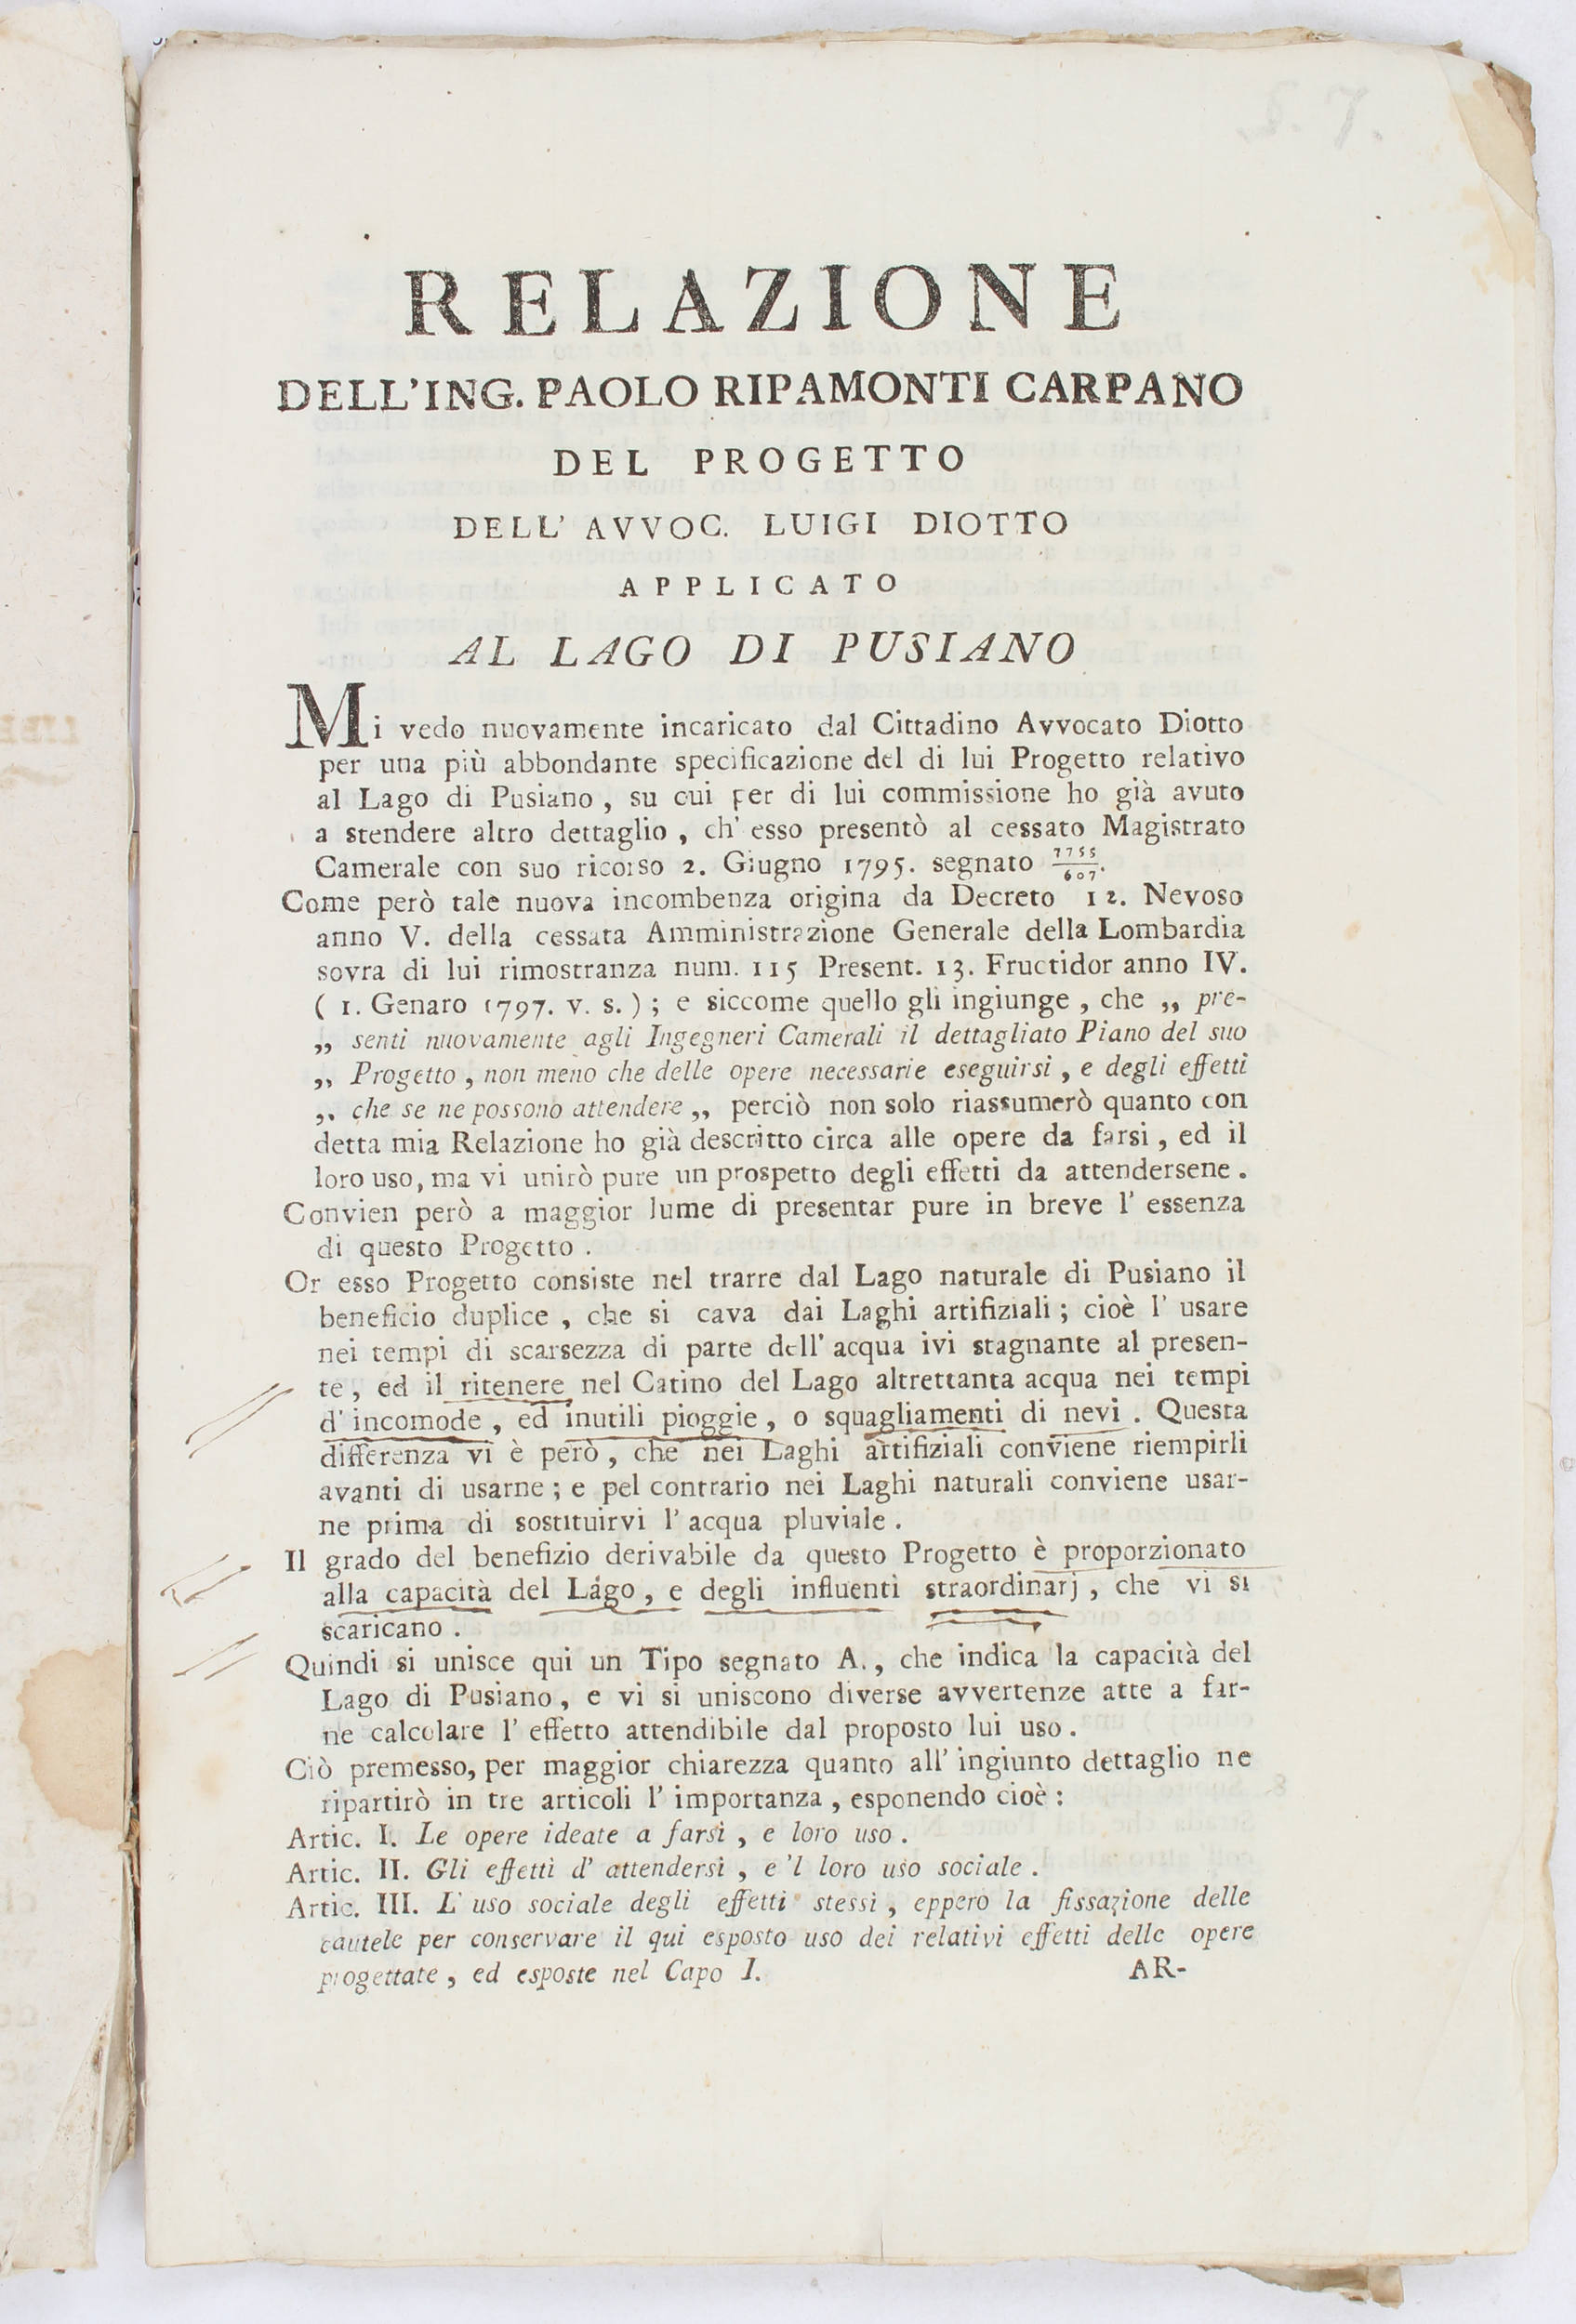 RELAZIONE
DELL'ING. PAOLO RIPAMONTI CARPANO
DEL PROGETTO
DELL' AVVOC. LUIGI DIOTTO
APPLICATO
AL LAGO DI PUSIANO
Mi vedo nuovamente incaricato dal Cittadino Avvocato Diotto
per una più abbondante specificazione del di lui Progetto relativo
al Lago di Pusiano, su cui per di lui commissione ho già avuto
a stendere altro dettaglio, ch' esso presentò al cessato Magistrato
Camerale con suo ricorso 2. Giugno 1795. segnato 7755/607.
Come però tale nuova incombenza origina da Decreto 12. Nevoso
anno V. della cessata Amministrazione Generale della Lombardia
sovra di lui rimostranza num. 115 Present. 13. Fructidor anno IV.
( 1. Genaro 1797. v. s. ); e siccome quello gli ingiunge, che „ pre-
„ senti nuovamente agli Ingegneri Camerali il dettagliato Piano del suo
„ Progetto, non meno che delle opere necessarie eseguirsi, e degli effetti
„ che se ne possono attendere „ perciò non solo riassumerò quanto con
detta mia Relazione ho già descritto circa alle opere da farsi, ed il
loro uso, ma vi unirò pure un prospetto degli effetti da attendersene.
Convien però a maggior lume di presentar pure in breve l' essenza
di questo Progetto.
Or esso Progetto consiste nel trarre dal Lago naturale di Pusiano il
beneficio duplice, che si cava dai Laghi artifiziali; cioè l' usare
nei tempi di scarsezza di parte dell' acqua ivi stagnante al presen-
te, ed il ritenere nel Catino del Lago altrettanta acqua nei tempi
d' incomode, ed inutili pioggie, o squagliamenti di nevi. Questa
differenza vi è però, che nei Laghi artifiziali conviene riempirli
avanti di usarne; e pel contrario nei Laghi naturali conviene usar-
ne prima di sostituirvi l' acqua pluviale.
Il grado del benefizio derivabile da questo Progetto è proporzionato
alla capacità del Lago, e degli influenti straordinarj, che vi si
scaricano.
Quindi si unisce qui un Tipo segnato A., che indica la capacità del
Lago di Pusiano, e vi si uniscono diverse avvertenze atte a far-
ne calcolare l' effetto attendibile dal proposto lui uso.
Ciò premesso, per maggior chiarezza quanto all' ingiunto dettaglio ne
ripartirò in tre articoli l' importanza, esponendo cioè:
Artic. I. Le opere ideate a farsi, e loro uso.
Artic. II. Gli effetti d' attendersi, e 'l loro uso sociale.
Artic. III. L' uso sociale degli effetti stessi, eppero la fissazione delle
cautele per conservare il qui esposto uso dei relativi effetti delle opere
progettate, ed esposte nel Capo I.
AR-